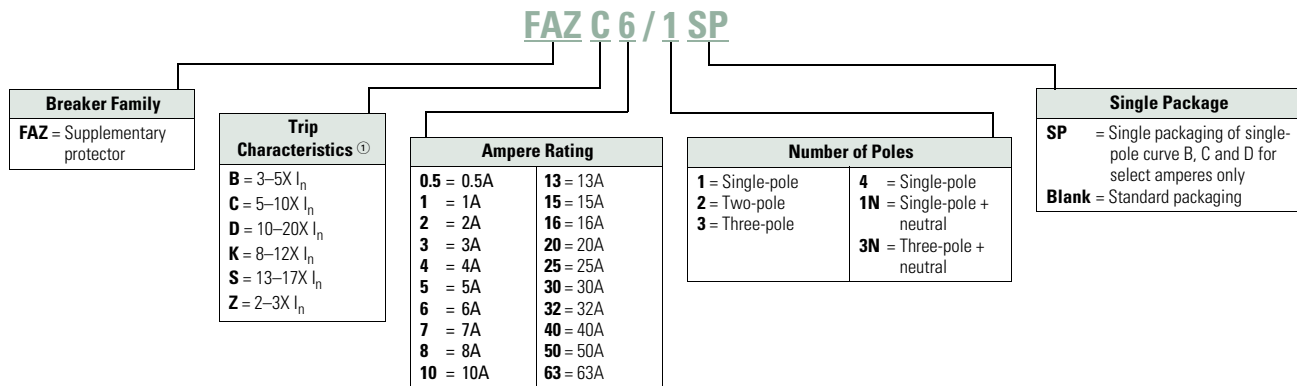 FAZ C 6 / 1 SP
Breaker Family
FAZ = Supplementary
protector
Trip
Characteristics ①
B = 3–5X In
C = 5–10X In
D = 10–20X In
K = 8–12X In
S = 13–17X In
Z = 2–3X In
Ampere Rating
0.5 = 0.5A
1 = 1A
2 = 2A
3 = 3A
4 = 4A
5 = 5A
6 = 6A
7 = 7A
8 = 8A
10 = 10A
13 = 13A
15 = 15A
16 = 16A
20 = 20A
25 = 25A
30 = 30A
32 = 32A
40 = 40A
50 = 50A
63 = 63A
Number of Poles
1 = Single-pole
2 = Two-pole
3 = Three-pole
4 = Single-pole
1N = Single-pole +
neutral
3N = Three-pole +
neutral
Single Package
SP = Single packaging of single-
pole curve B, C and D for
select amperes only
Blank = Standard packaging